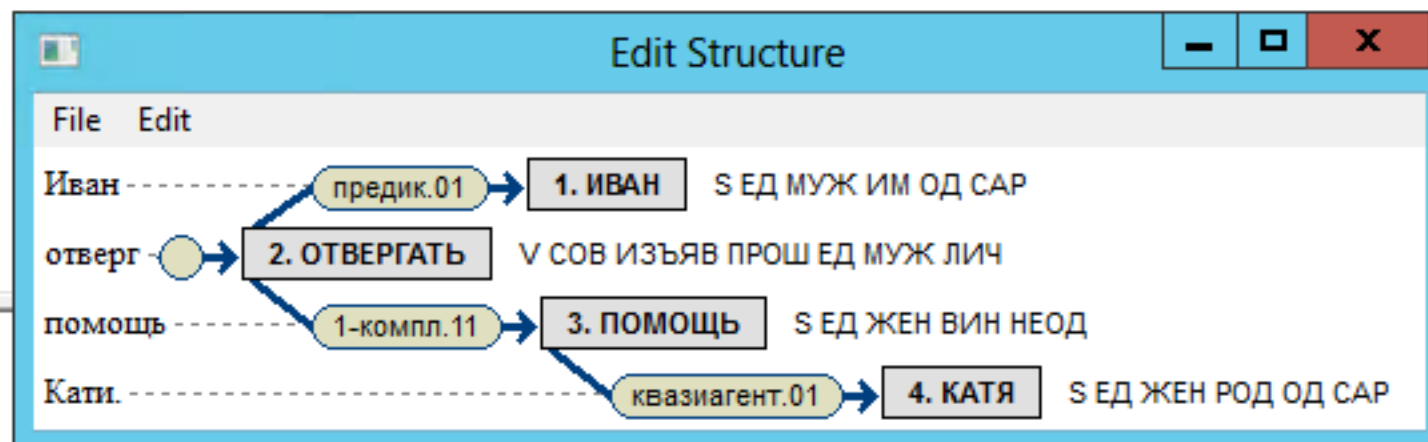 Edit Structure
File Edit
Иван предик.01 1. ИВАН S ЕД МУЖ ИМ ОД САР
отверг 2. ОТВЕРГАТЬ V СОВ ИЗЪЯВ ПРОШ ЕД МУЖ ЛИЧ
помощь 1-компл.11 3. ПОМОЩЬ S ЕД ЖЕН ВИН НЕОД
Кати. квазиагент.01 4. КАТЯ S ЕД ЖЕН РОД ОД САР